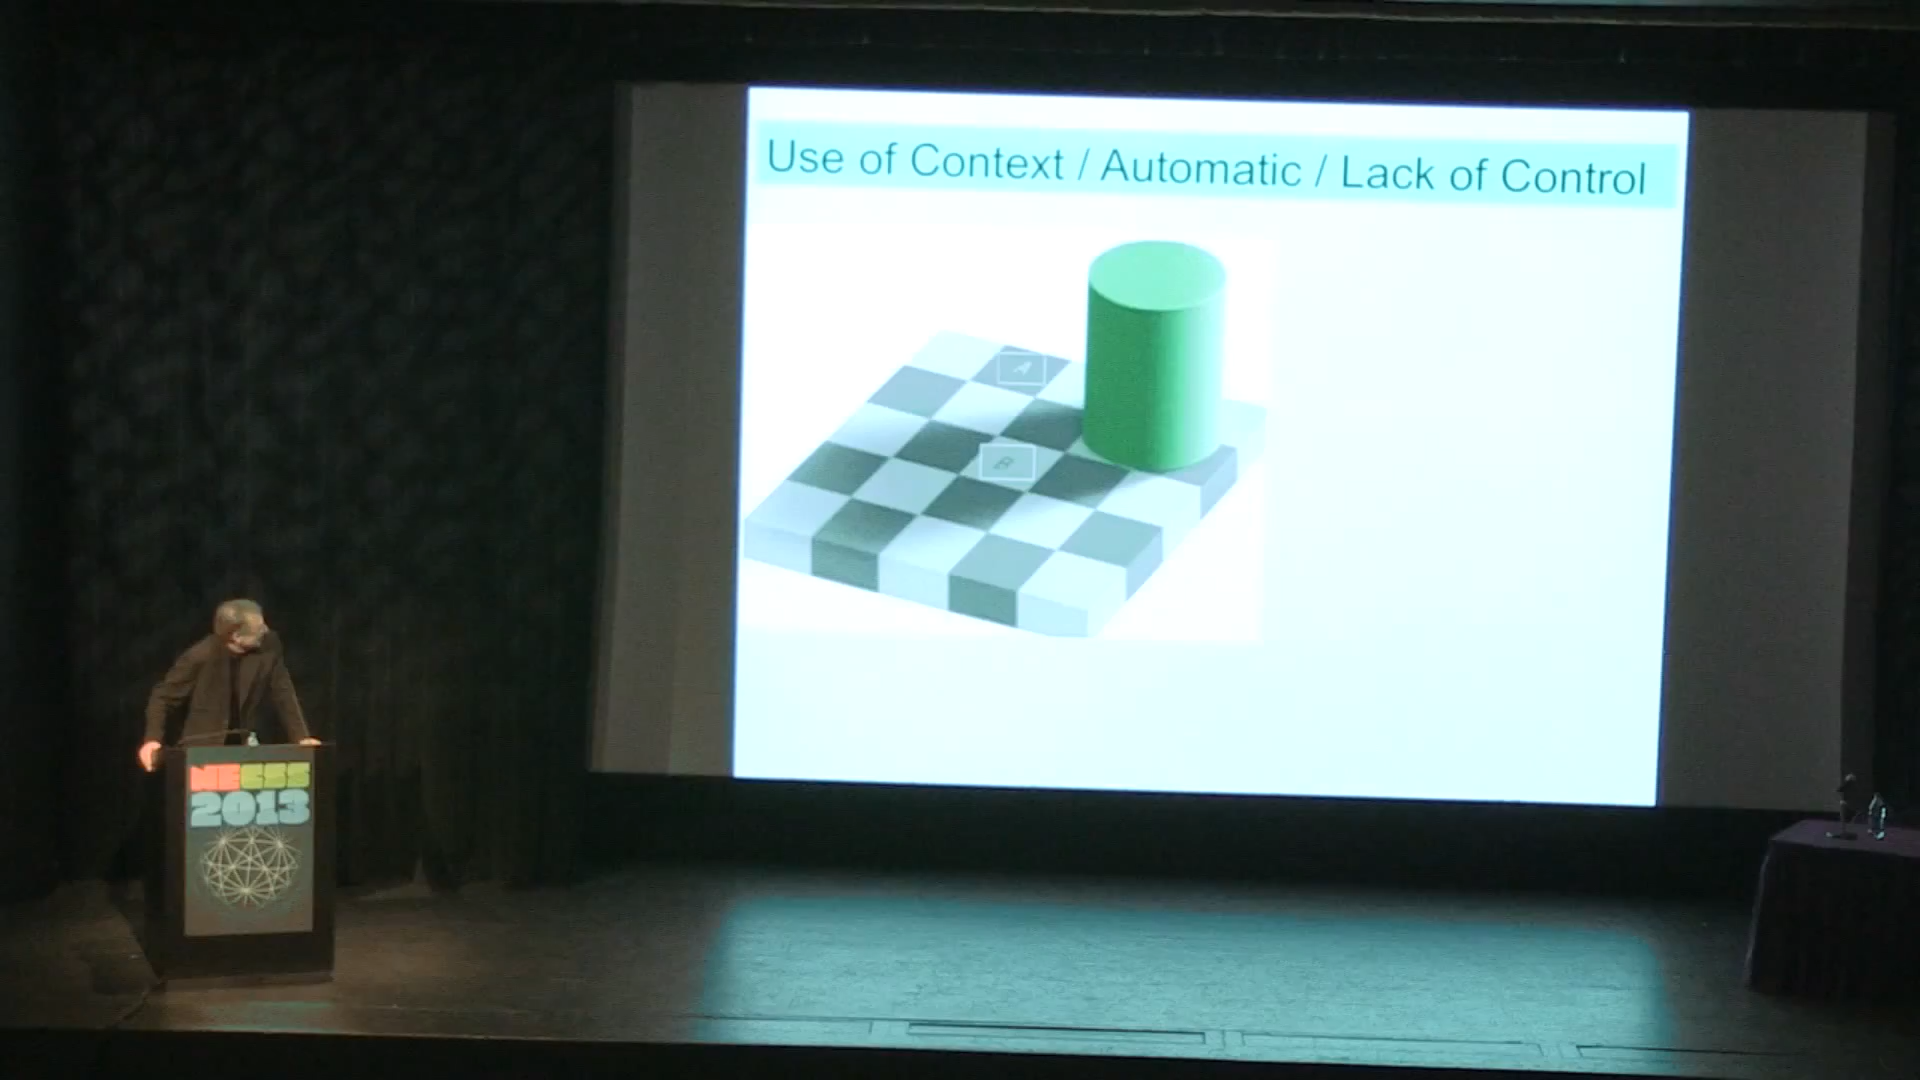 Use of Context / Automatic / Lack of Control
A
B
NECSS
2013